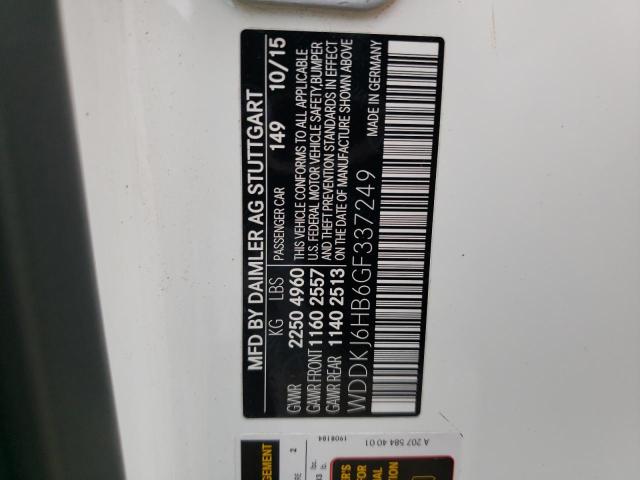 MFD BY DAIMLER AG STUTTGART
KG LBS PASSENGER CAR 149 10/15
GVWR 2250 4960
GAWR FRONT 1160 2557
GAWR REAR 1140 2513
THIS VEHICLE CONFORMS TO ALL APPLICABLE
U.S. FEDERAL MOTOR VEHICLE SAFETY,BUMPER
AND THEFT PREVENTION STANDARDS IN EFFECT
ON THE DATE OF MANUFACTURE SHOWN ABOVE
WDDKJ6HB6GF337249 MADE IN GERMANY
1908184
A 207 584 40 01
GEMENT
2